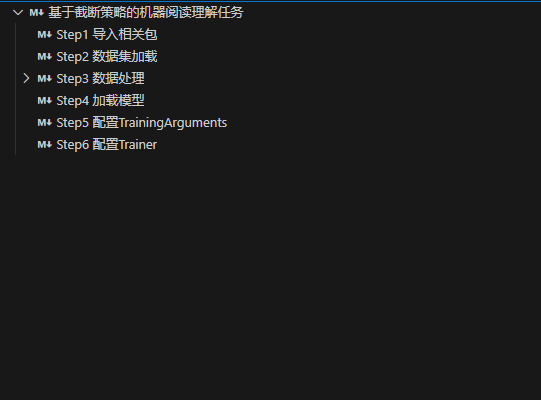 M↓ 基于截断策略的机器阅读理解任务
M↓ Step1 导入相关包
M↓ Step2 数据集加载
M↓ Step3 数据处理
M↓ Step4 加载模型
M↓ Step5 配置TrainingArguments
M↓ Step6 配置Trainer